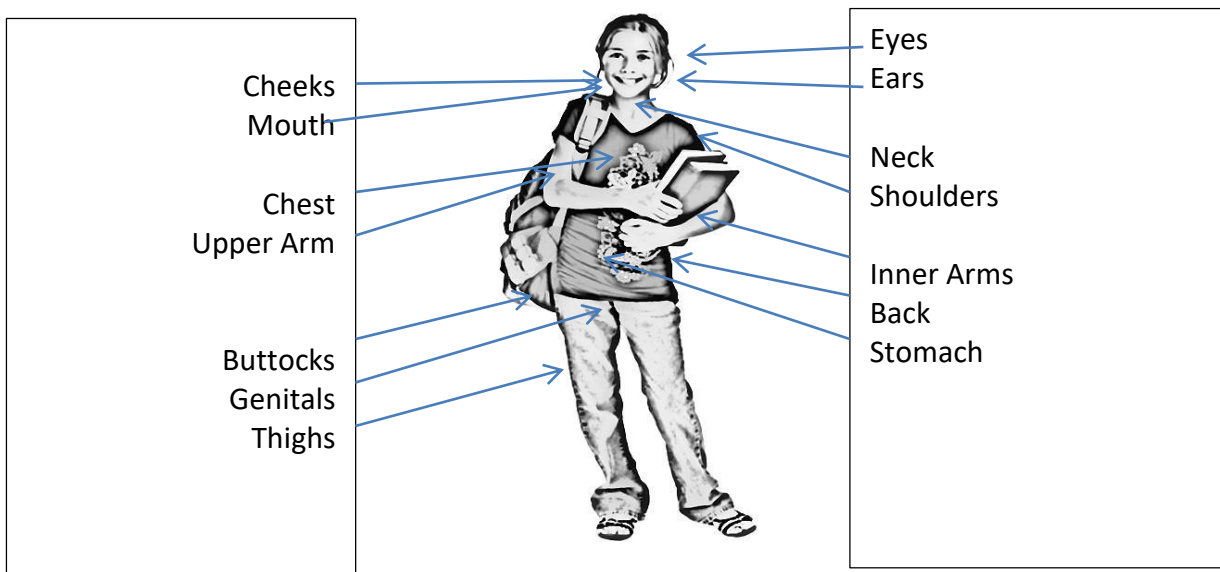 Cheeks
Mouth
Chest
Upper Arm
Buttocks
Genitals
Thighs
Eyes
Ears
Neck
Shoulders
Inner Arms
Back
Stomach